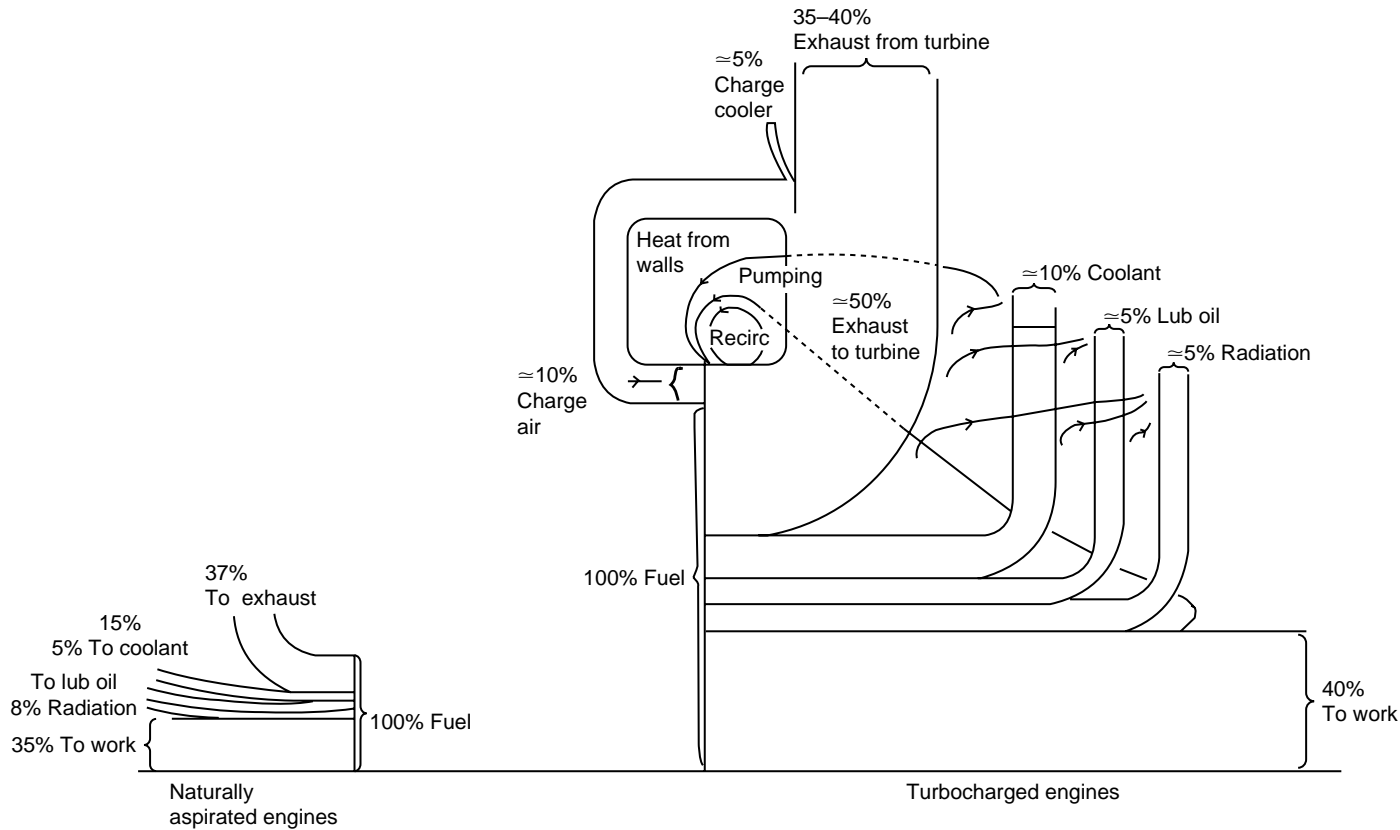 35–40%
Exhaust from turbine
≃5%
Charge
cooler
Heat from
walls
Pumping
Recirc
≃50%
Exhaust
to turbine
≃10% Coolant
≃5% Lub oil
≃5% Radiation
≃10%
Charge
air
100% Fuel
40%
To work
37%
To exhaust
15%
5% To coolant
To lub oil
8% Radiation
35% To work
100% Fuel
Naturally
aspirated engines
Turbocharged engines